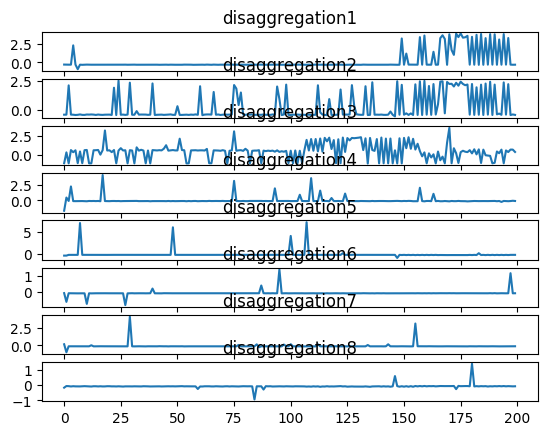 disaggregation1
2.5
0.0
disaggregation2
2.5
0.0
disaggregation3
2.5
0.0
disaggregation4
2.5
0.0
disaggregation5
5
0
disaggregation6
1
0
disaggregation7
2.5
0.0
disaggregation8
1
0
−1
0 25 50 75 100 125 150 175 200